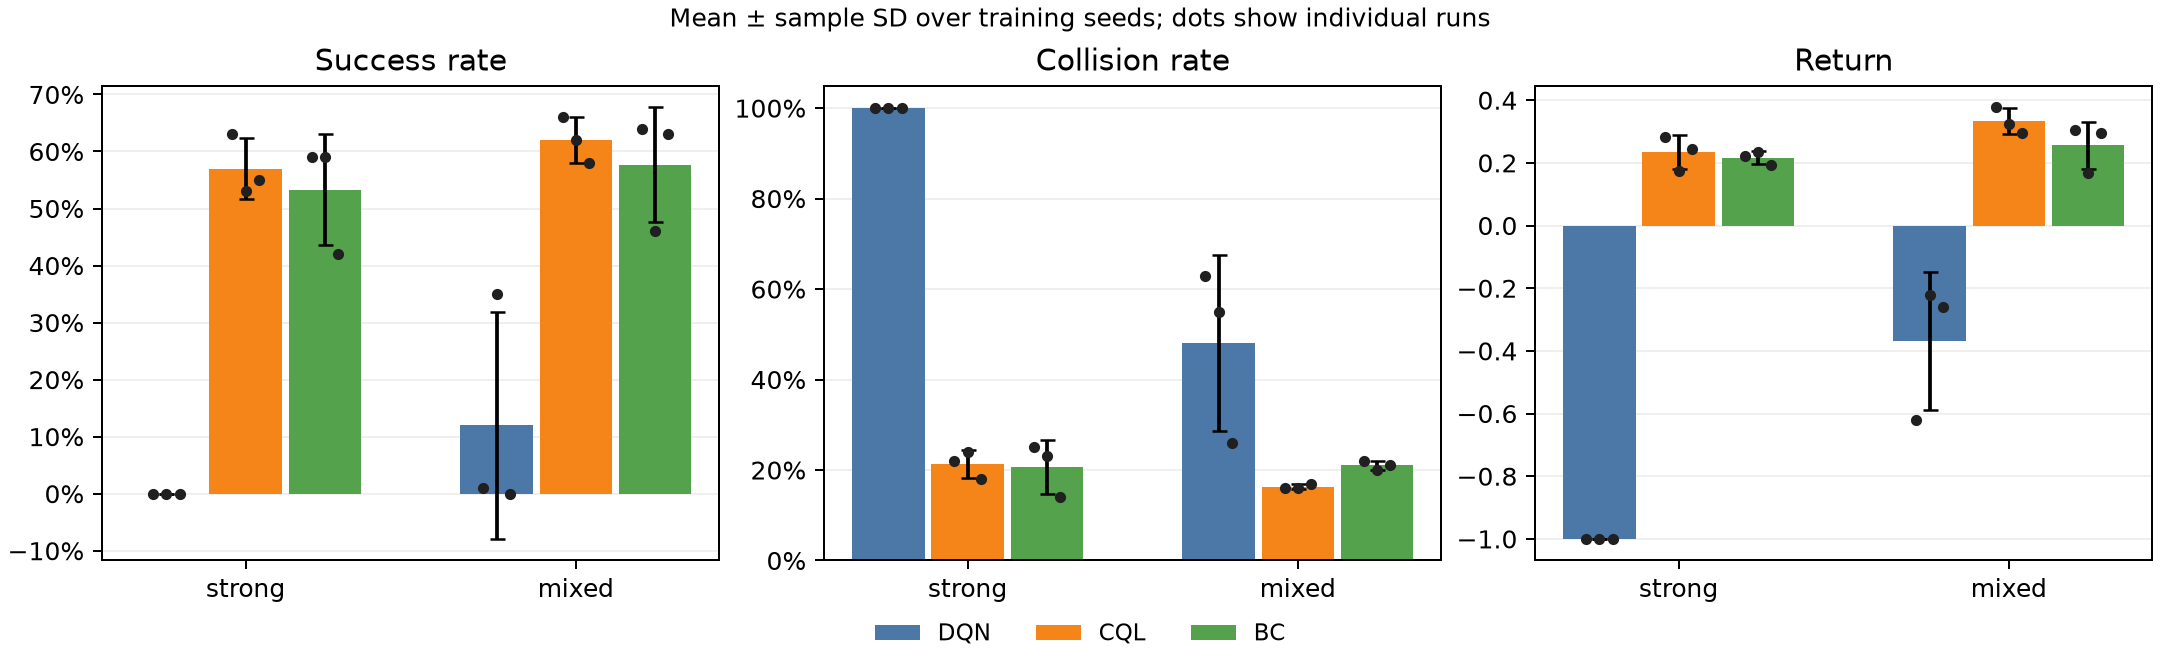 Mean ± sample SD over training seeds; dots show individual runs
Success rate
70%
60%
50%
40%
30%
20%
10%
0%
−10%
strong
mixed
Collision rate
100%
80%
60%
40%
20%
0%
strong
mixed
Return
0.4
0.2
0.0
−0.2
−0.4
−0.6
−0.8
−1.0
strong
mixed
DQN CQL BC